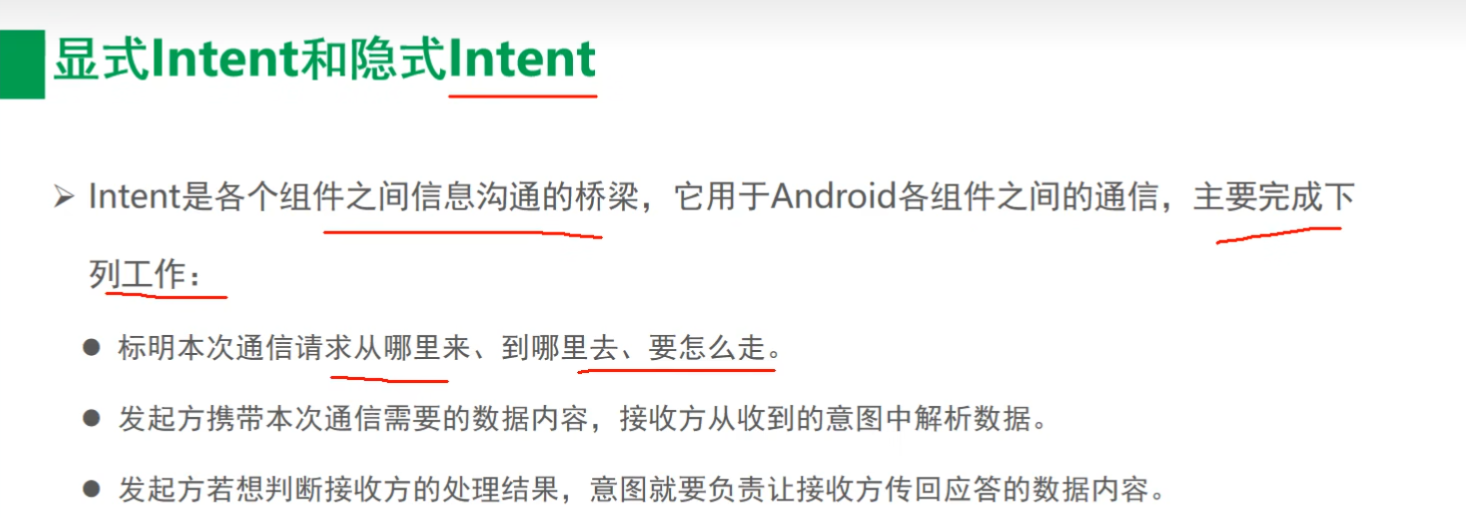 显式Intent和隐式Intent
➢ Intent是各个组件之间信息沟通的桥梁，它用于Android各组件之间的通信，主要完成下
列工作：
● 标明本次通信请求从哪里来、到哪里去、要怎么走。
● 发起方携带本次通信需要的数据内容，接收方从收到的意图中解析数据。
● 发起方若想判断接收方的处理结果，意图就要负责让接收方传回应答的数据内容。